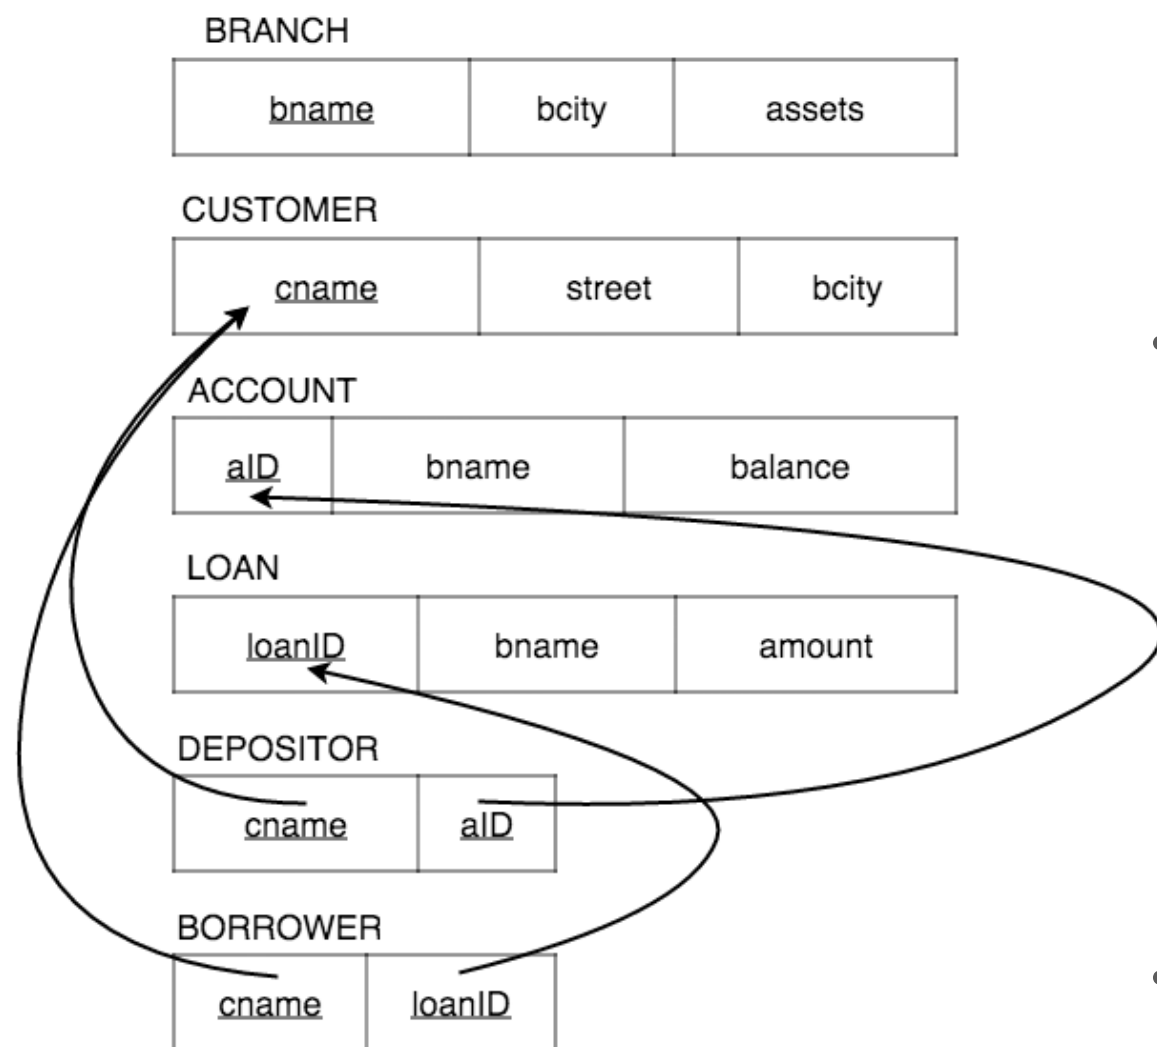 BRANCH
bname bcity assets
CUSTOMER
cname street bcity
ACCOUNT
aID bname balance
LOAN
loanID bname amount
DEPOSITOR
cname aID
BORROWER
cname loanID